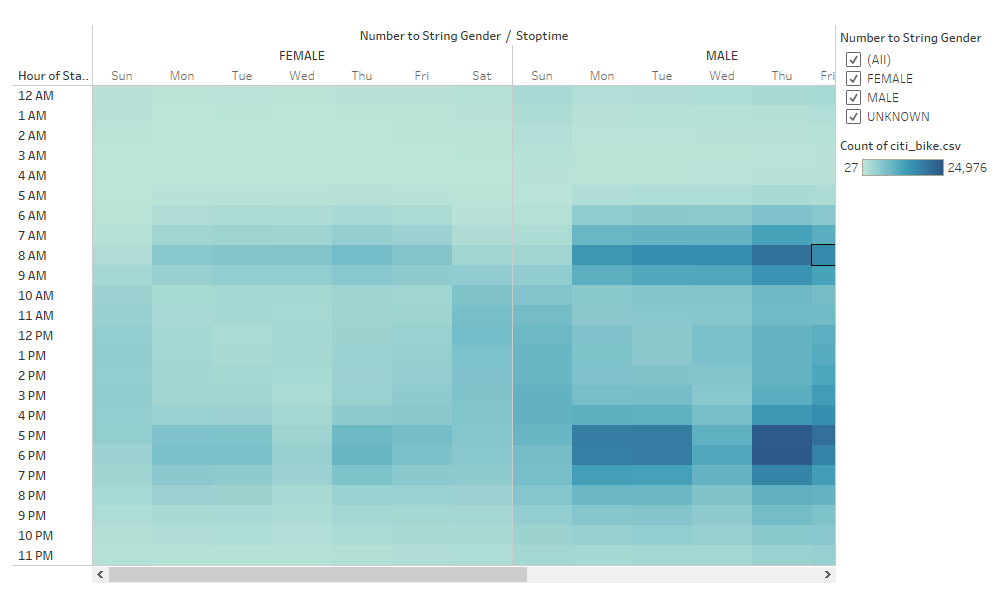 Number to String Gender / Stoptime
FEMALE MALE
Hour of Sta.. Sun Mon Tue Wed Thu Fri Sat Sun Mon Tue Wed Thu Fri
12 AM
1 AM
2 AM
3 AM
4 AM
5 AM
6 AM
7 AM
8 AM
9 AM
10 AM
11 AM
12 PM
1 PM
2 PM
3 PM
4 PM
5 PM
6 PM
7 PM
8 PM
9 PM
10 PM
11 PM
Number to String Gender
(All)
FEMALE
MALE
UNKNOWN
Count of citi_bike.csv
27 24,976